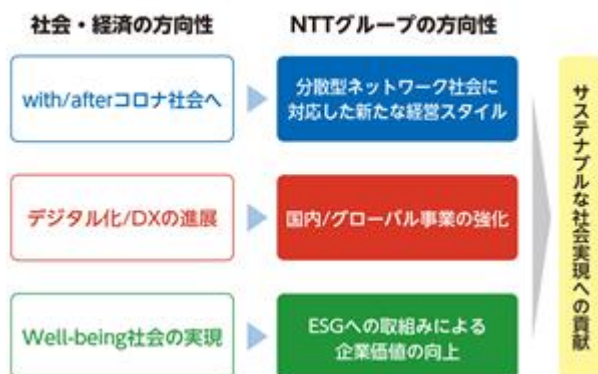 社会・経済の方向性
NTTグループの方向性
with/afterコロナ社会へ
分散型ネットワーク社会に
対応した新たな経営スタイル
デジタル化/DXの進展
国内/グローバル事業の強化
Well-being社会の実現
ESGへの取組みによる
企業価値の向上
サステナブルな社会実現への貢献